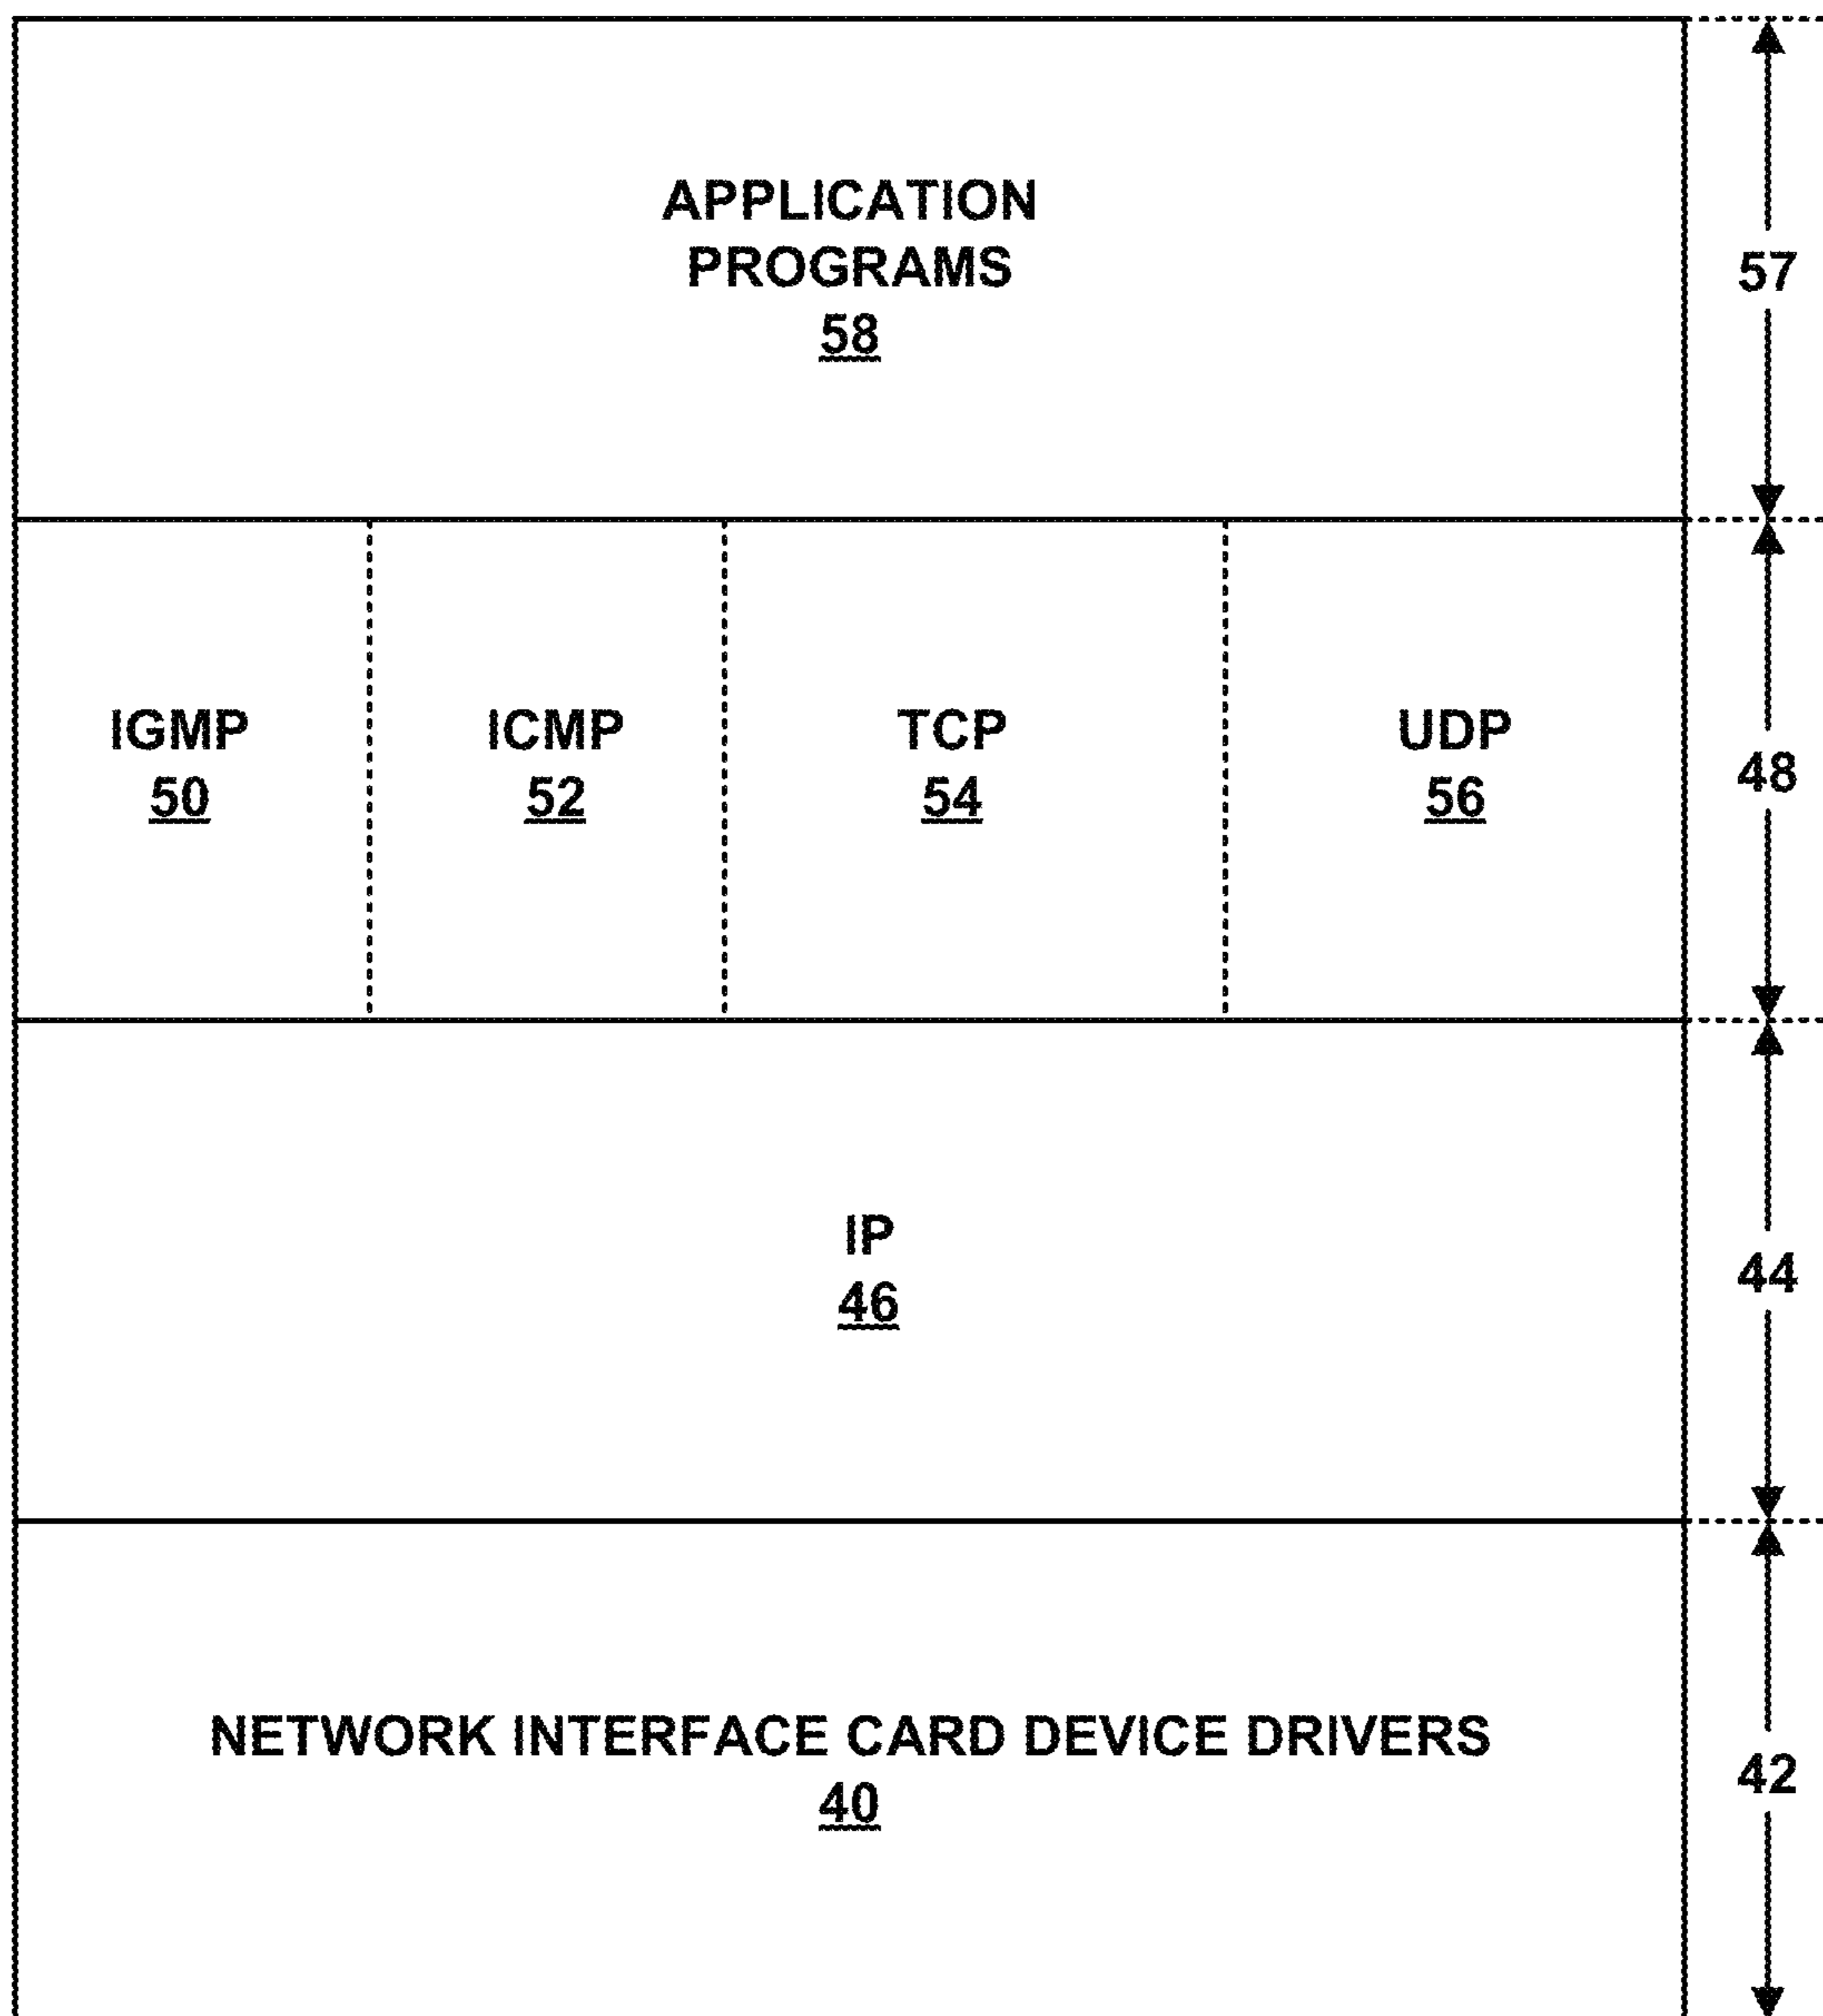 APPLICATION
PROGRAMS
58
57
IGMP
50
ICMP
52
TCP
54
UDP
56
48
IP
46
44
NETWORK INTERFACE CARD DEVICE DRIVERS
40
42